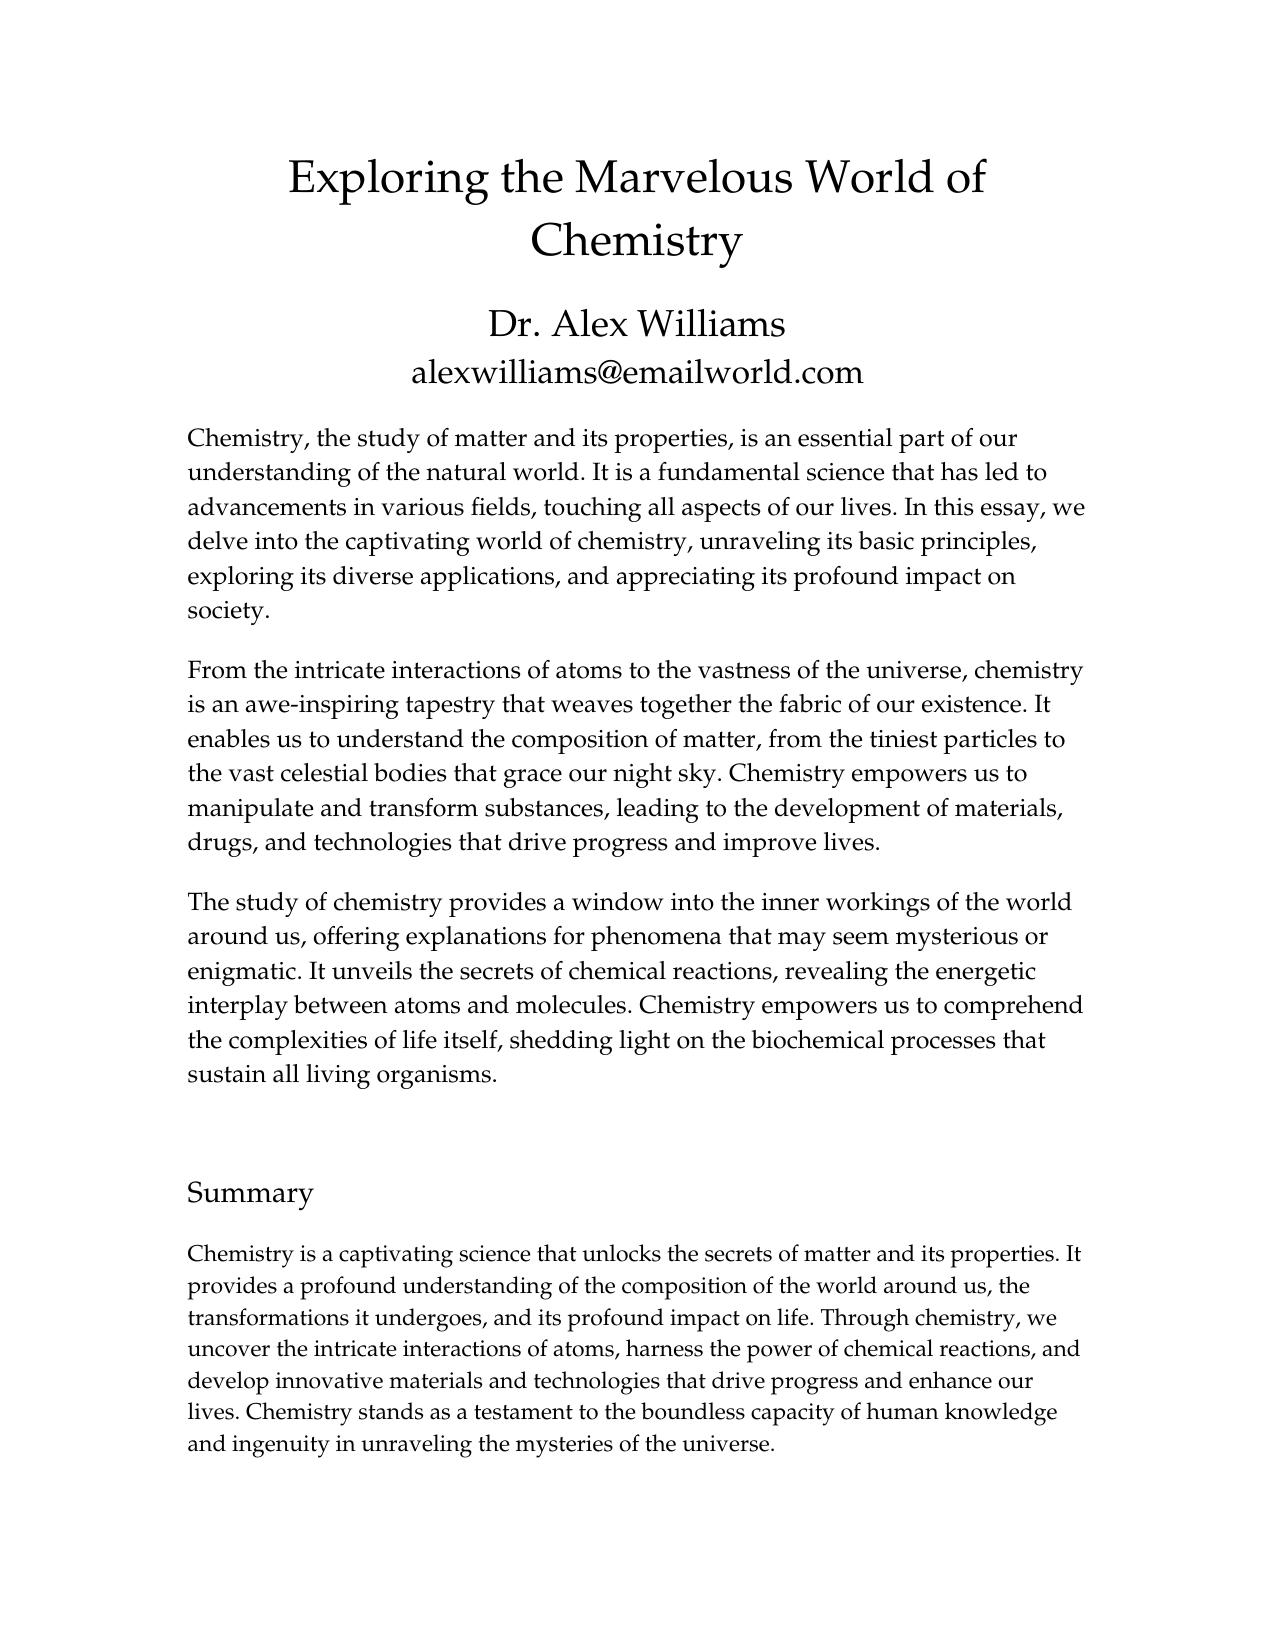 Exploring the Marvelous World of
Chemistry
Dr. Alex Williams
alexwilliams@emailworld.com
Chemistry, the study of matter and its properties, is an essential part of our
understanding of the natural world. It is a fundamental science that has led to
advancements in various fields, touching all aspects of our lives. In this essay, we
delve into the captivating world of chemistry, unraveling its basic principles,
exploring its diverse applications, and appreciating its profound impact on
society.
From the intricate interactions of atoms to the vastness of the universe, chemistry
is an awe-inspiring tapestry that weaves together the fabric of our existence. It
enables us to understand the composition of matter, from the tiniest particles to
the vast celestial bodies that grace our night sky. Chemistry empowers us to
manipulate and transform substances, leading to the development of materials,
drugs, and technologies that drive progress and improve lives.
The study of chemistry provides a window into the inner workings of the world
around us, offering explanations for phenomena that may seem mysterious or
enigmatic. It unveils the secrets of chemical reactions, revealing the energetic
interplay between atoms and molecules. Chemistry empowers us to comprehend
the complexities of life itself, shedding light on the biochemical processes that
sustain all living organisms.
Summary
Chemistry is a captivating science that unlocks the secrets of matter and its properties. It
provides a profound understanding of the composition of the world around us, the
transformations it undergoes, and its profound impact on life. Through chemistry, we
uncover the intricate interactions of atoms, harness the power of chemical reactions, and
develop innovative materials and technologies that drive progress and enhance our
lives. Chemistry stands as a testament to the boundless capacity of human knowledge
and ingenuity in unraveling the mysteries of the universe.